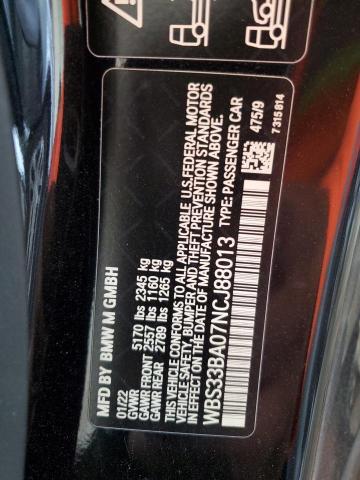 MFD BY BMW M GMBH
01/22
GVWR 5170 lbs 2345 kg
GAWR FRONT 2557 lbs 1160 kg
GAWR REAR 2789 lbs 1265 kg
THIS VEHICLE CONFORMS TO ALL APPLICABLE U.S. FEDERAL MOTOR
VEHICLE SAFETY, BUMPER AND THEFT PREVENTION STANDARDS
IN EFFECT ON THE DATE OF MANUFACTURE SHOWN ABOVE.
WBS33BA07NCJ88013 TYPE: PASSENGER CAR
475/9
7 315 814